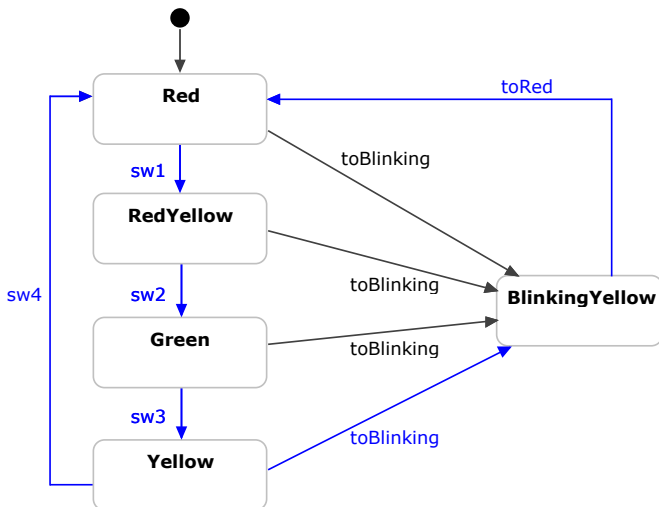 Red
toRed
toBlinking
sw1
RedYellow
toBlinking
BlinkingYellow
sw4
sw2
Green
toBlinking
sw3
toBlinking
Yellow